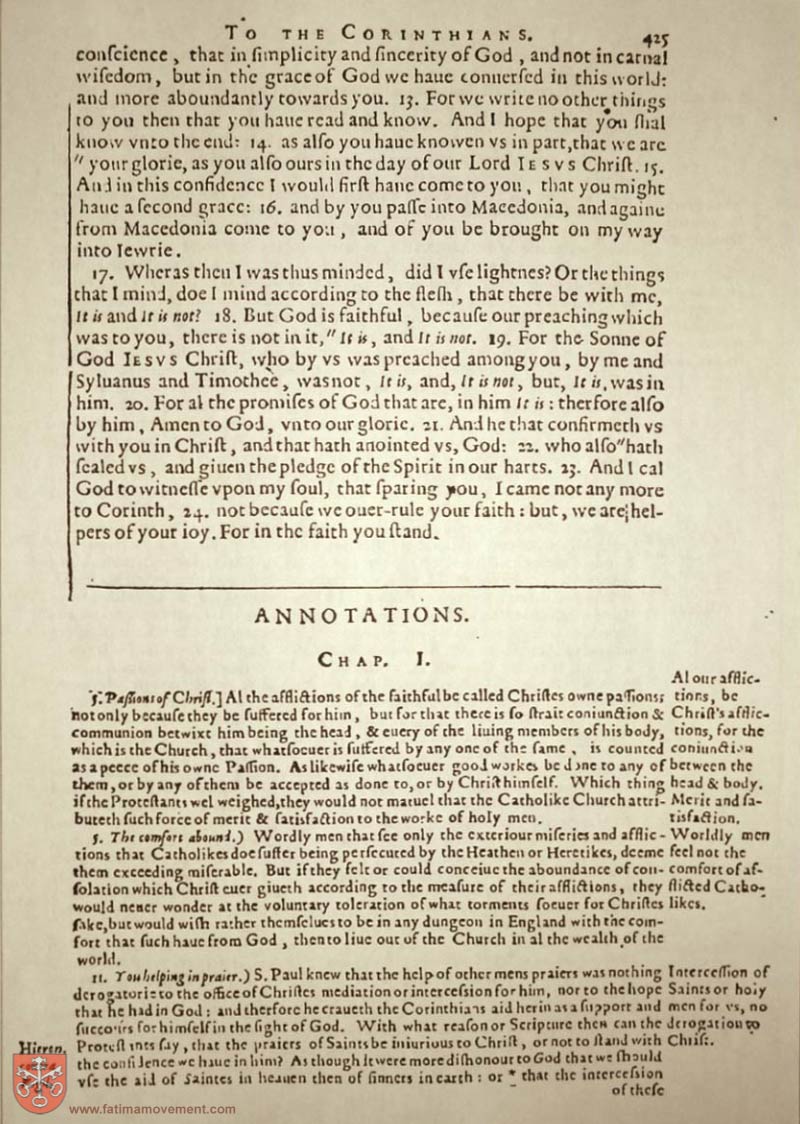 TO THE CORINTHIANS. 425
conſcience, that in ſimplicity and ſincerity of God, and not in carnal
wiſedom, but in the grace of God we haue conuerſed in this world:
and more aboundantly towards you. 13. For we write no other things
to you then that you haue read and know. And I hope that you ſhal
know vnto the end: 14. as alſo you haue knowen vs in part, that we are
" your glorie, as you alſo ours in the day of our Lord IESVS Chriſt. 15.
And in this confidence I would firſt haue come to you, that you might
haue a ſecond grace: 16. and by you paſſe into Macedonia, and againe
from Macedonia come to you, and of you be brought on my way
into Iewrie.
17. Wheras then I was thus minded, did I vſe lightnes? Or the things
that I mind, doe I mind according to the fleſh, that there be with me,
It is and It is not? 18. But God is faithful, becauſe our preaching which
was to you, there is not in it, " It is, and It is not. 19. For the Sonne of
God IESVS Chriſt, who by vs was preached among you, by me and
Syluanus and Timothee, was not, It is, and, It is not, but, It is, was in
him. 20. For al the promiſes of God that are, in him It is: therfore alſo
by him, Amen to God, vnto our glorie. 21. And he that confirmeth vs
with you in Chriſt, and that hath anointed vs, God: 22. who alſo "hath
ſealed vs, and giuen the pledge of the Spirit in our harts. 23. And I cal
God to witneſſe vpon my ſoul, that ſparing you, I came not any more
to Corinth, 24. not becauſe we ouer-rule your faith: but, we are hel-
pers of your ioy. For in the faith you ſtand.
ANNOTATIONS.
CHAP. I.
5. Paſſions of Chriſt.] Al the afflictions of the faithful be called Chriſtes owne paſſions;
not only becauſe they be ſuffered for him, but for that there is ſo ſtrait coniunction &
communion betwixt him being the head, & euery of the liuing members of his body,
which is the Church, that whatſoeuer is ſuffered by any one of the ſame, is counted
as a peece of his owne Paſſion. As likewiſe whatſoeuer good workes be done to any of
them, or by any of them be accepted as done to, or by Chriſt himſelf. Which thing
if the Proteſtants wel weighed, they would not maruel that the Catholike Church attri-
buteth ſuch force of merit & ſatisfaction to the workes of holy men.
Al our afflic-
tions, be
Chriſt's afflic-
tions, for the
coniunction
between the
head & body.
Merit and ſa-
tisfaction.
5. The comfort abound.) Wordly men that ſee only the exteriour miſeries and afflic-
tions that Catholikes doe ſuffer being perſecuted by the Heathen or Heretikes, deeme
them exceeding miſerable. But if they felt or could conceiue the aboundance of con-
ſolation which Chriſt euer giueth according to the meaſure of their afflictions, they
would neuer wonder at the voluntary toleration of what torments ſoeuer for Chriſtes
ſake, but would wiſh rather themſelues to be in any dungeon in England with the com-
fort that ſuch haue from God, then to liue out of the Church in al the wealth of the
world.
Worldly men
feel not the
comfort of af-
flicted Catho-
likes.
11. You helping in praier.) S. Paul knew that the help of other mens praiers was nothing
derogatorie to the office of Chriſtes mediation or interceſſion for him, nor to the hope
that he had in God: and therfore he craueth the Corinthians aid herin as a ſupport and
ſuccours for himſelf in the ſight of God. With what reaſon or Scripture then can the
Proteſtants ſay, that the praiers of Saints be iniurious to Chriſt, or not to ſtand with
the confidence we haue in him? As though it were more diſhonour to God that we ſhould
vſe the aid of Saintes in heauen then of ſinners in earth: or * that the interceſſion
of theſe
Interceſſion of
Saints or holy
men for vs, no
derogation to
Chriſt.
Hieron.
www.fatimamovement.com